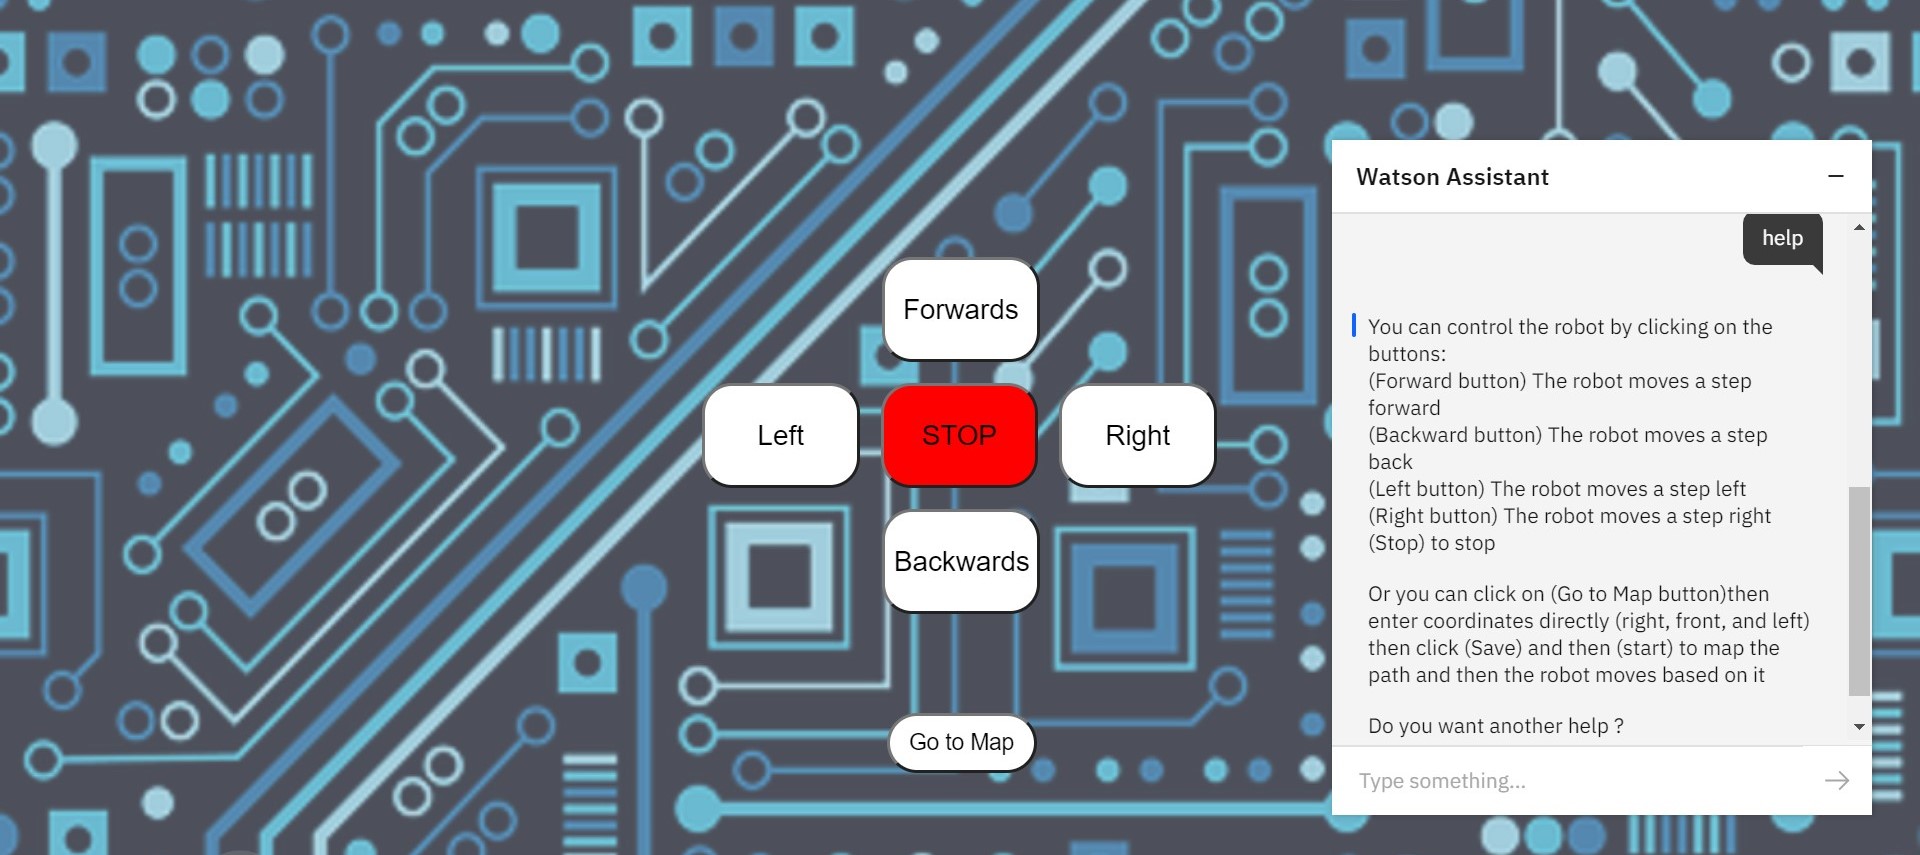 Forwards
Left
STOP
Right
Backwards
Go to Map
Watson Assistant
help
You can control the robot by clicking on the
buttons:
(Forward button) The robot moves a step
forward
(Backward button) The robot moves a step
back
(Left button) The robot moves a step left
(Right button) The robot moves a step right
(Stop) to stop
Or you can click on (Go to Map button)then
enter coordinates directly (right, front, and left)
then click (Save) and then (start) to map the
path and then the robot moves based on it
Do you want another help ?
Type something...